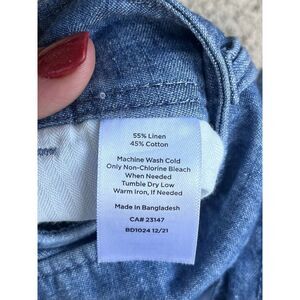 55% Linen
45% Cotton
Machine Wash Cold
Only Non-Chlorine Bleach
When Needed
Tumble Dry Low
Warm Iron, If Needed
Made in Bangladesh
CA# 23147
BD1024 12/21